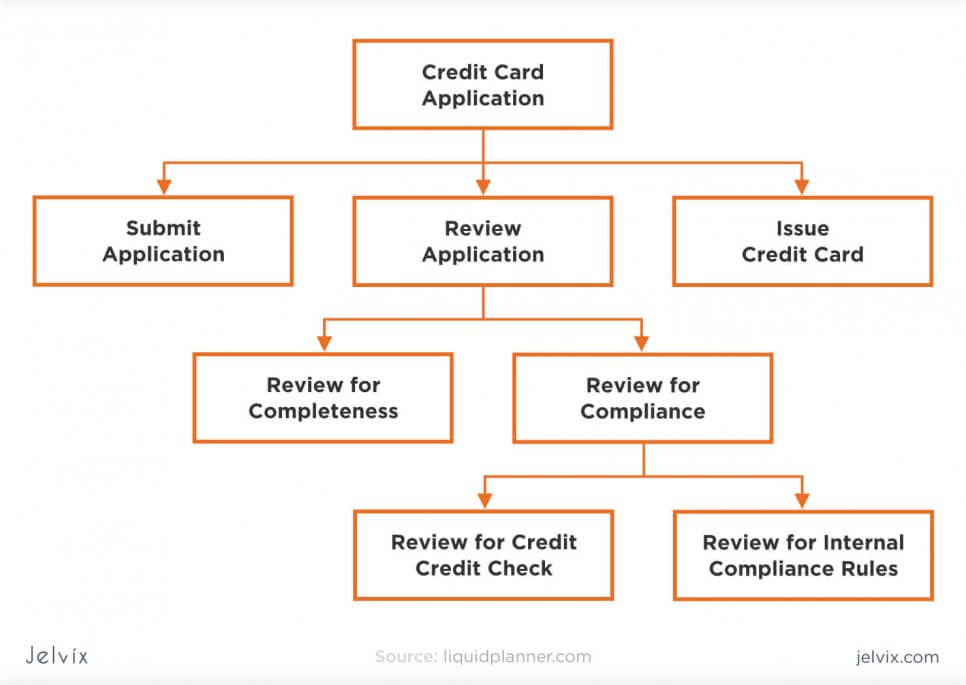 Credit Card
Application
Submit
Application
Review
Application
Issue
Credit Card
Review for
Completeness
Review for
Compliance
Review for Credit
Credit Check
Review for Internal
Compliance Rules
Jelvix
Source: liquidplanner.com
jelvix.com